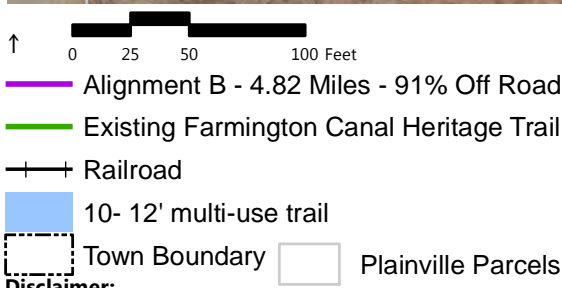 ↑ 0 25 50 100 Feet
Alignment B - 4.82 Miles - 91% Off Road
Existing Farmington Canal Heritage Trail
Railroad
10- 12' multi-use trail
Town Boundary Plainville Parcels
Disclaimer: